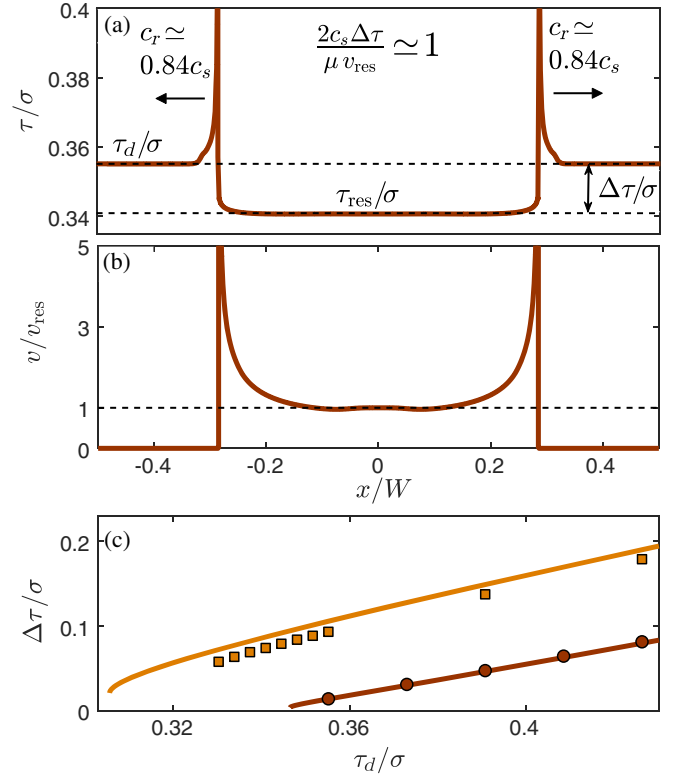 (a)
0.4
0.38
0.36
0.34
τ/σ
c_r ≃
0.84c_s
2c_s Δτ / μ v_res ≃ 1
c_r ≃
0.84c_s
τ_d/σ
τ_res/σ
Δτ/σ
(b)
5
3
1
0
v/v_res
-0.4 -0.2 0 0.2 0.4
x/W
(c)
0.2
0.1
0
Δτ/σ
0.32 0.36 0.4
τ_d/σ